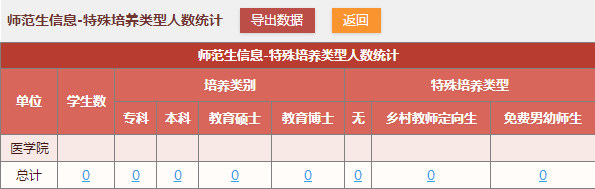 师范生信息-特殊培养类型人数统计 导出数据 返回
师范生信息-特殊培养类型人数统计
单位 学生数 培养类别 特殊培养类型
专科 本科 教育硕士 教育博士 无 乡村教师定向生 免费男幼师生
医学院
总计 0 0 0 0 0 0 0 0